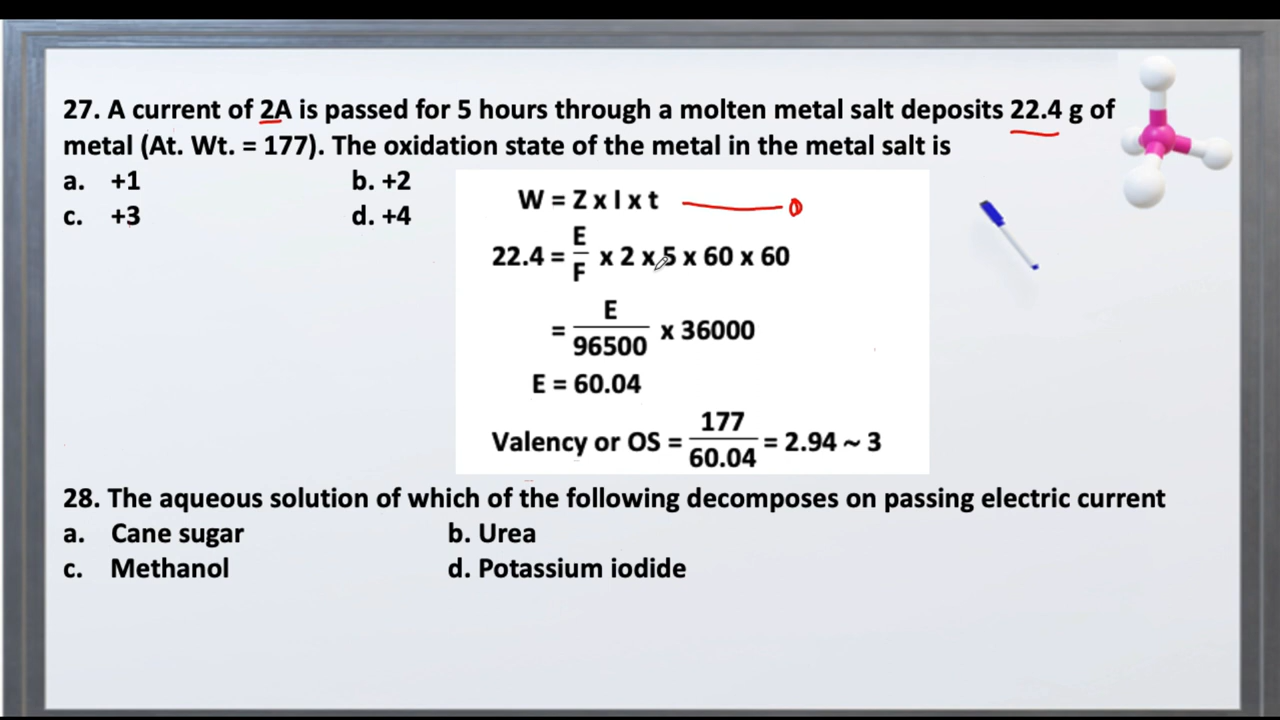 27. A current of 2A is passed for 5 hours through a molten metal salt deposits 22.4 g of
metal (At. Wt. = 177). The oxidation state of the metal in the metal salt is
a. +1 b. +2
c. +3 d. +4
W = Z x I x t
22.4 = E/F x 2 x 5 x 60 x 60
= E/96500 x 36000
E = 60.04
Valency or OS = 177/60.04 = 2.94 ~ 3
28. The aqueous solution of which of the following decomposes on passing electric current
a. Cane sugar b. Urea
c. Methanol d. Potassium iodide